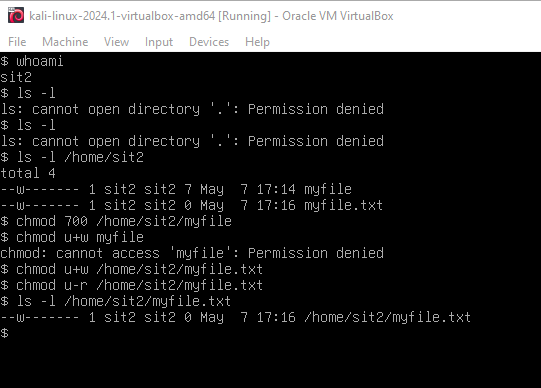 kali-linux-2024.1-virtualbox-amd64 [Running] - Oracle VM VirtualBox
File Machine View Input Devices Help
$ whoami
sit2
$ ls -l
ls: cannot open directory '.': Permission denied
$ ls -l
ls: cannot open directory '.': Permission denied
$ ls -l /home/sit2
total 4
--w------- 1 sit2 sit2 7 May  7 17:14 myfile
--w------- 1 sit2 sit2 0 May  7 17:16 myfile.txt
$ chmod 700 /home/sit2/myfile
$ chmod u+w myfile
chmod: cannot access 'myfile': Permission denied
$ chmod u+w /home/sit2/myfile.txt
$ chmod u-r /home/sit2/myfile.txt
$ ls -l /home/sit2/myfile.txt
--w------- 1 sit2 sit2 0 May  7 17:16 /home/sit2/myfile.txt
$